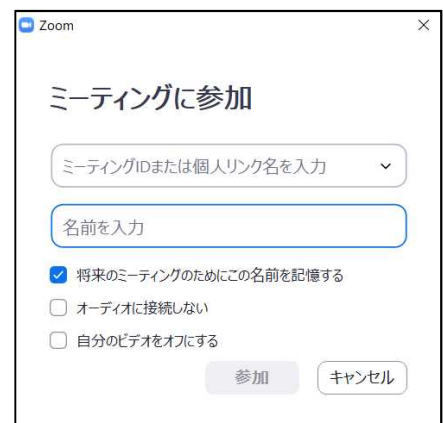 Zoom
ミーティングに参加
ミーティングIDまたは個人リンク名を入力
名前を入力
将来のミーティングのためにこの名前を記憶する
オーディオに接続しない
自分のビデオをオフにする
参加 キャンセル